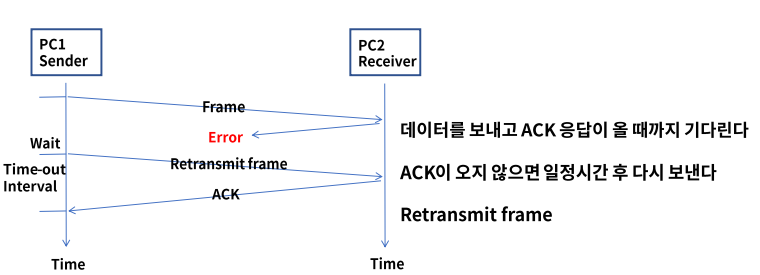 PC1
Sender
PC2
Receiver
Frame
데이터를 보내고 ACK 응답이 올 때까지 기다린다
Error
Wait
Retransmit frame
Time-out
Interval
ACK이 오지 않으면 일정시간 후 다시 보낸다
ACK
Retransmit frame
Time
Time